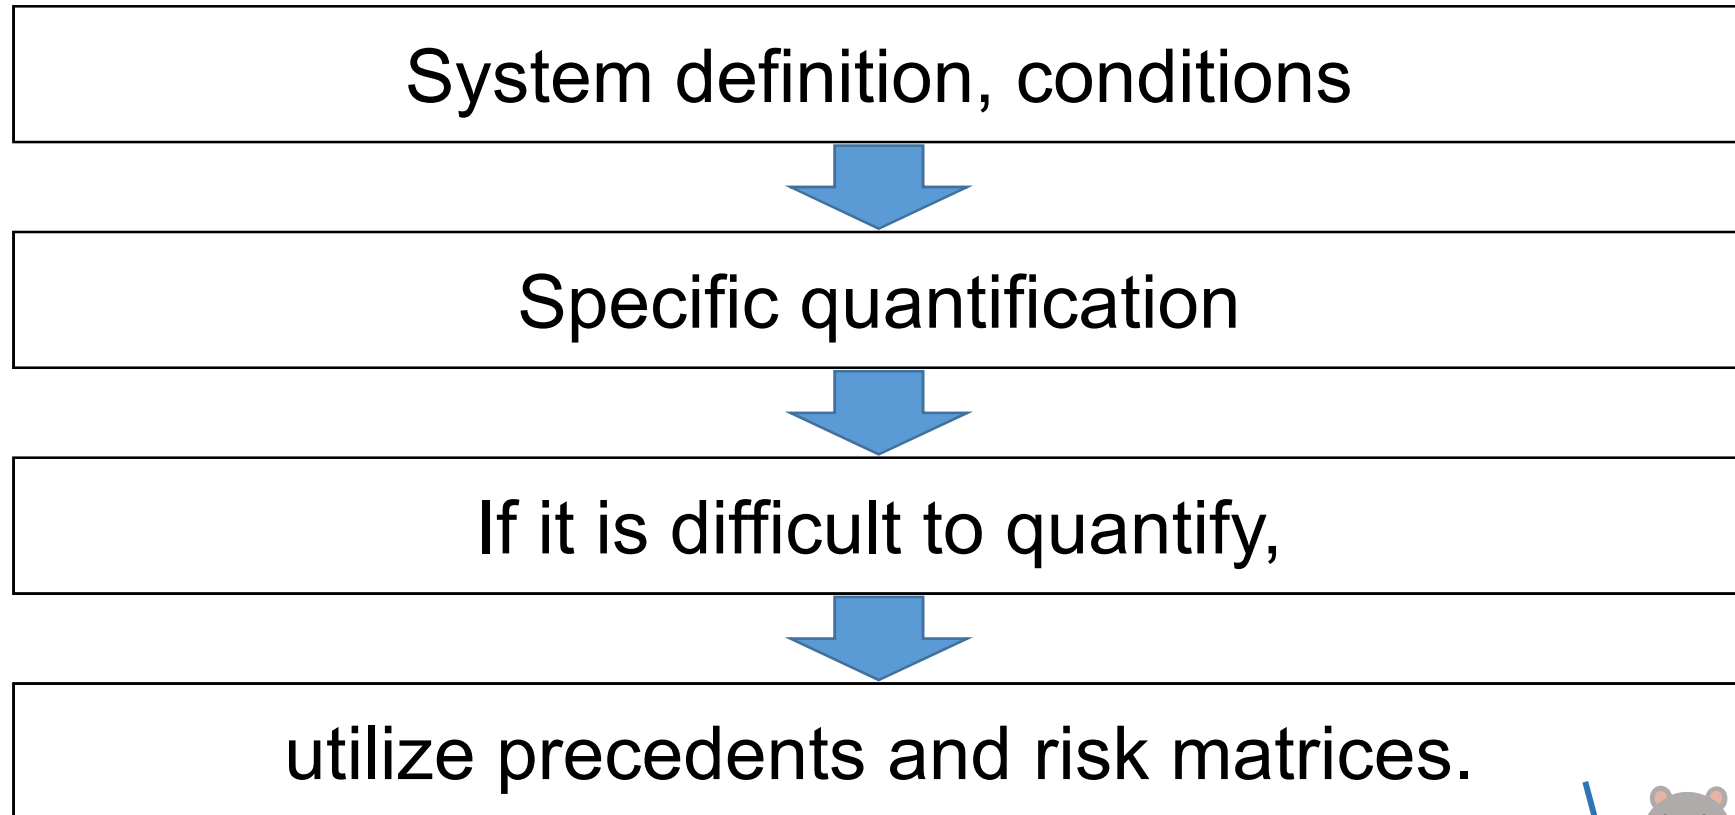 System definition, conditions
Specific quantification
If it is difficult to quantify,
utilize precedents and risk matrices.